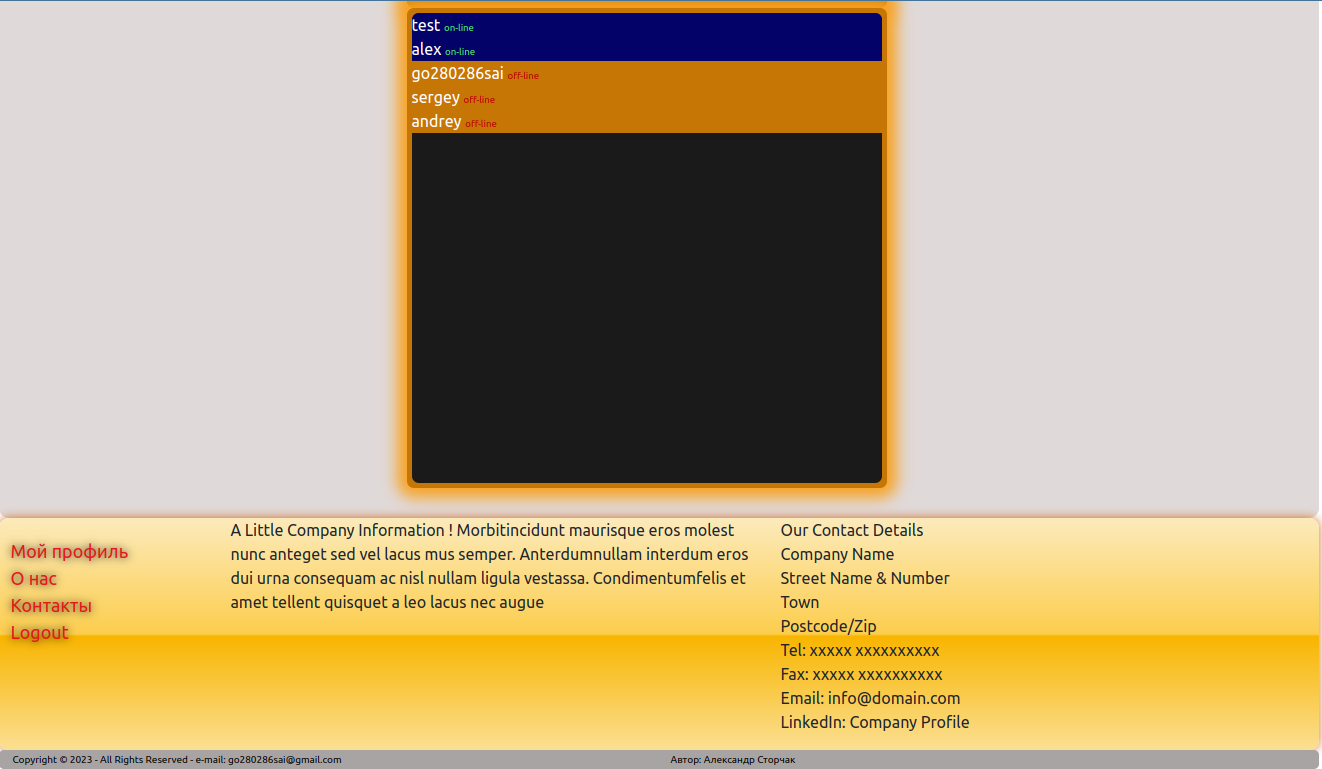 test on-line
alex on-line
go280286sai off-line
sergey off-line
andrey off-line
Мой профиль
О нас
Контакты
Logout
A Little Company Information ! Morbitincidunt maurisque eros molest
nunc anteget sed vel lacus mus semper. Anterdumnullam interdum eros
dui urna consequam ac nisl nullam ligula vestassa. Condimentumfelis et
amet tellent quisquet a leo lacus nec augue
Our Contact Details
Company Name
Street Name & Number
Town
Postcode/Zip
Tel: xxxxx xxxxxxxxxx
Fax: xxxxx xxxxxxxxxx
Email: info@domain.com
LinkedIn: Company Profile
Copyright © 2023 - All Rights Reserved - e-mail: go280286sai@gmail.com
Автор: Александр Сторчак